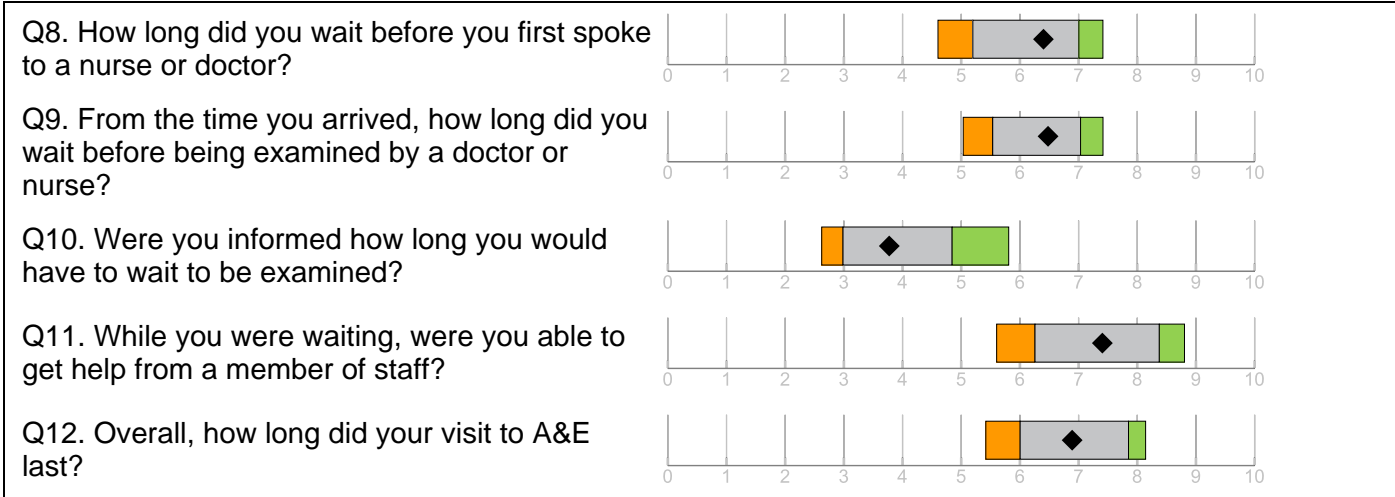 Q8. How long did you wait before you first spoke
to a nurse or doctor?
0 1 2 3 4 5 6 7 8 9 10
Q9. From the time you arrived, how long did you
wait before being examined by a doctor or
nurse?
0 1 2 3 4 5 6 7 8 9 10
Q10. Were you informed how long you would
have to wait to be examined?
0 1 2 3 4 5 6 7 8 9 10
Q11. While you were waiting, were you able to
get help from a member of staff?
0 1 2 3 4 5 6 7 8 9 10
Q12. Overall, how long did your visit to A&E
last?
0 1 2 3 4 5 6 7 8 9 10